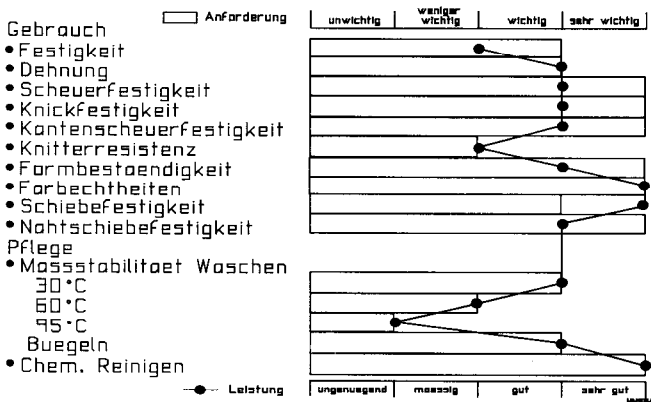 Anforderung
unwichtig weniger wichtig wichtig sehr wichtig
Gebrauch
• Festigkeit
• Dehnung
• Scheuerfestigkeit
• Knickfestigkeit
• Kantenscheuerfestigkeit
• Knitterresistenz
• Formbestaendigkeit
• Farbechtheiten
• Schiebefestigkeit
• Nahtschiebefestigkeit
Pflege
• Massstabilitaet Waschen
30°C
60°C
95°C
Buegeln
• Chem. Reinigen
Leistung ungenuegend maessig gut sehr gut